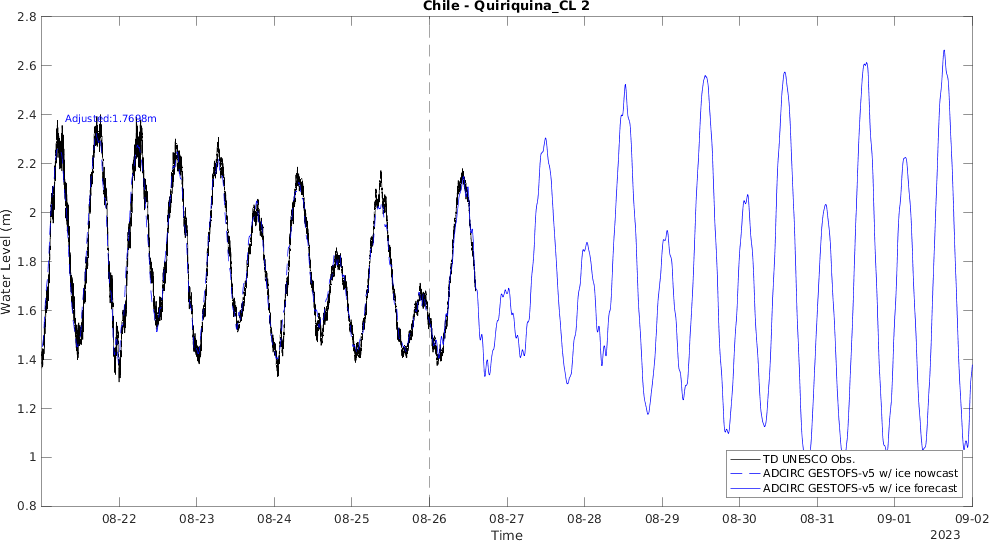 Chile - Quiriquina_CL 2
Water Level (m)
2.8
2.6
2.4
2.2
2
1.8
1.6
1.4
1.2
1
0.8
Adjusted:1.7698m
TD UNESCO Obs.
ADCIRC GESTOFS-v5 w/ ice nowcast
ADCIRC GESTOFS-v5 w/ ice forecast
08-22 08-23 08-24 08-25 08-26 08-27 08-28 08-29 08-30 08-31 09-01 09-02
Time
2023